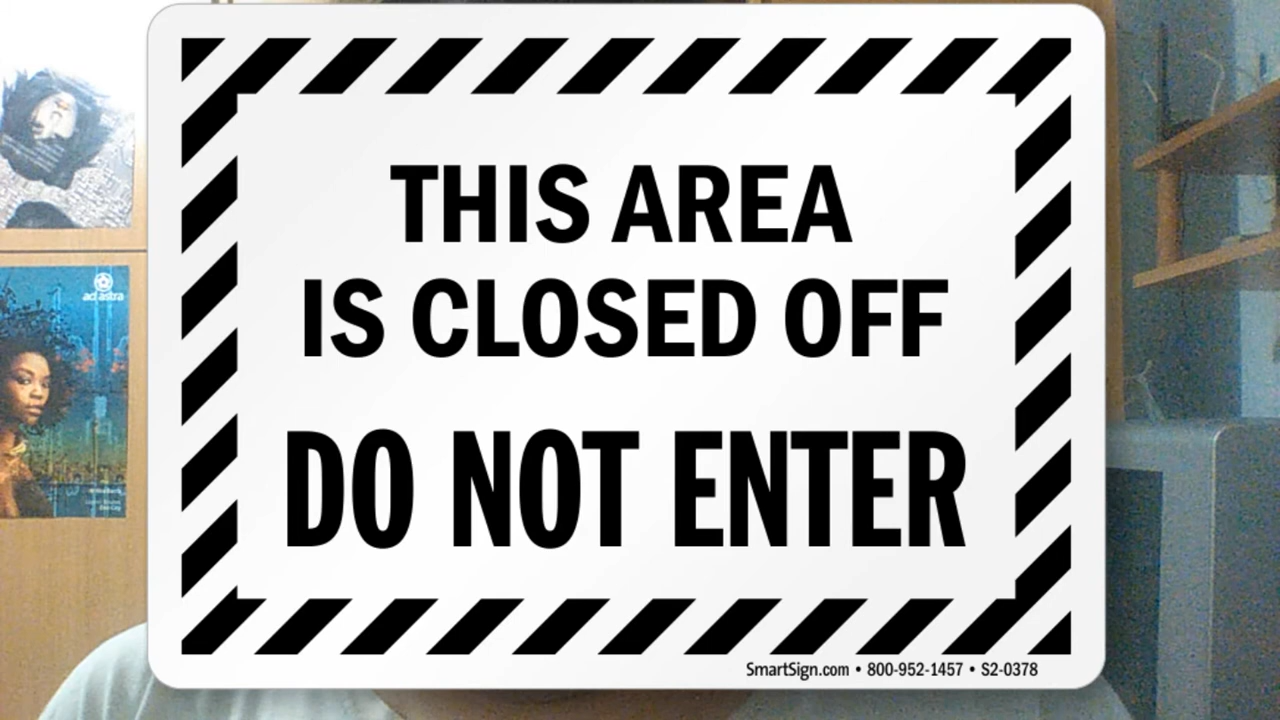 THIS AREA
IS CLOSED OFF
DO NOT ENTER
SmartSign.com • 800-952-1457 • S2-0378
ad astra